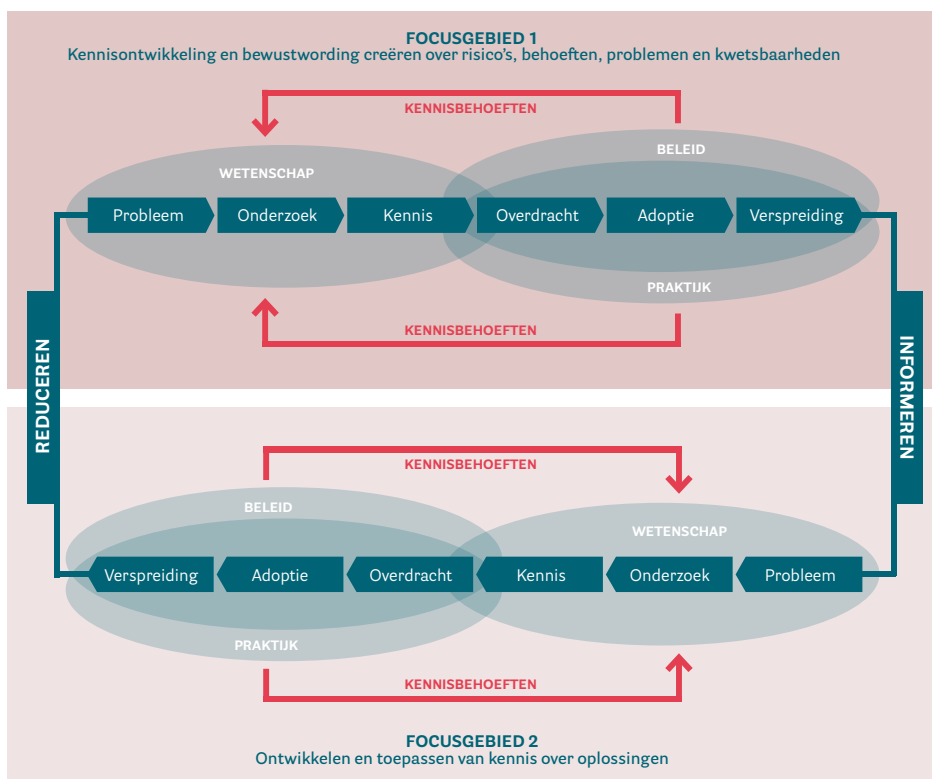 FOCUSGEBIED 1
Kennisontwikkeling en bewustwording creëren over risico's, behoeften, problemen en kwetsbaarheden
KENNISBEHOEFTEN
BELEID
WETENSCHAP
Probleem
Onderzoek
Kennis
Overdracht
Adoptie
Verspreiding
PRAKTIJK
KENNISBEHOEFTEN
REDUCEREN
INFORMEREN
KENNISBEHOEFTEN
BELEID
WETENSCHAP
Verspreiding
Adoptie
Overdracht
Kennis
Onderzoek
Probleem
PRAKTIJK
KENNISBEHOEFTEN
FOCUSGEBIED 2
Ontwikkelen en toepassen van kennis over oplossingen